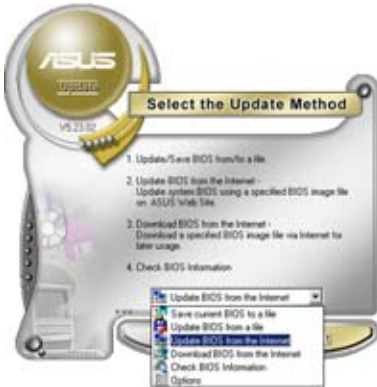 ASUS
Update
V5.23.02
Select the Update Method
1. Update/Save BIOS from/to a file.
2. Update BIOS from the Internet -
Update system BIOS using a specified BIOS image file
on ASUS Web Site.
3. Download BIOS from the Internet -
Download a specified BIOS image file via Internet for
later usage.
4. Check BIOS Information
Update BIOS from the Internet
Save current BIOS to a file
Update BIOS from a file
Update BIOS from the Internet
Download BIOS from the Internet
Check BIOS Information
Options